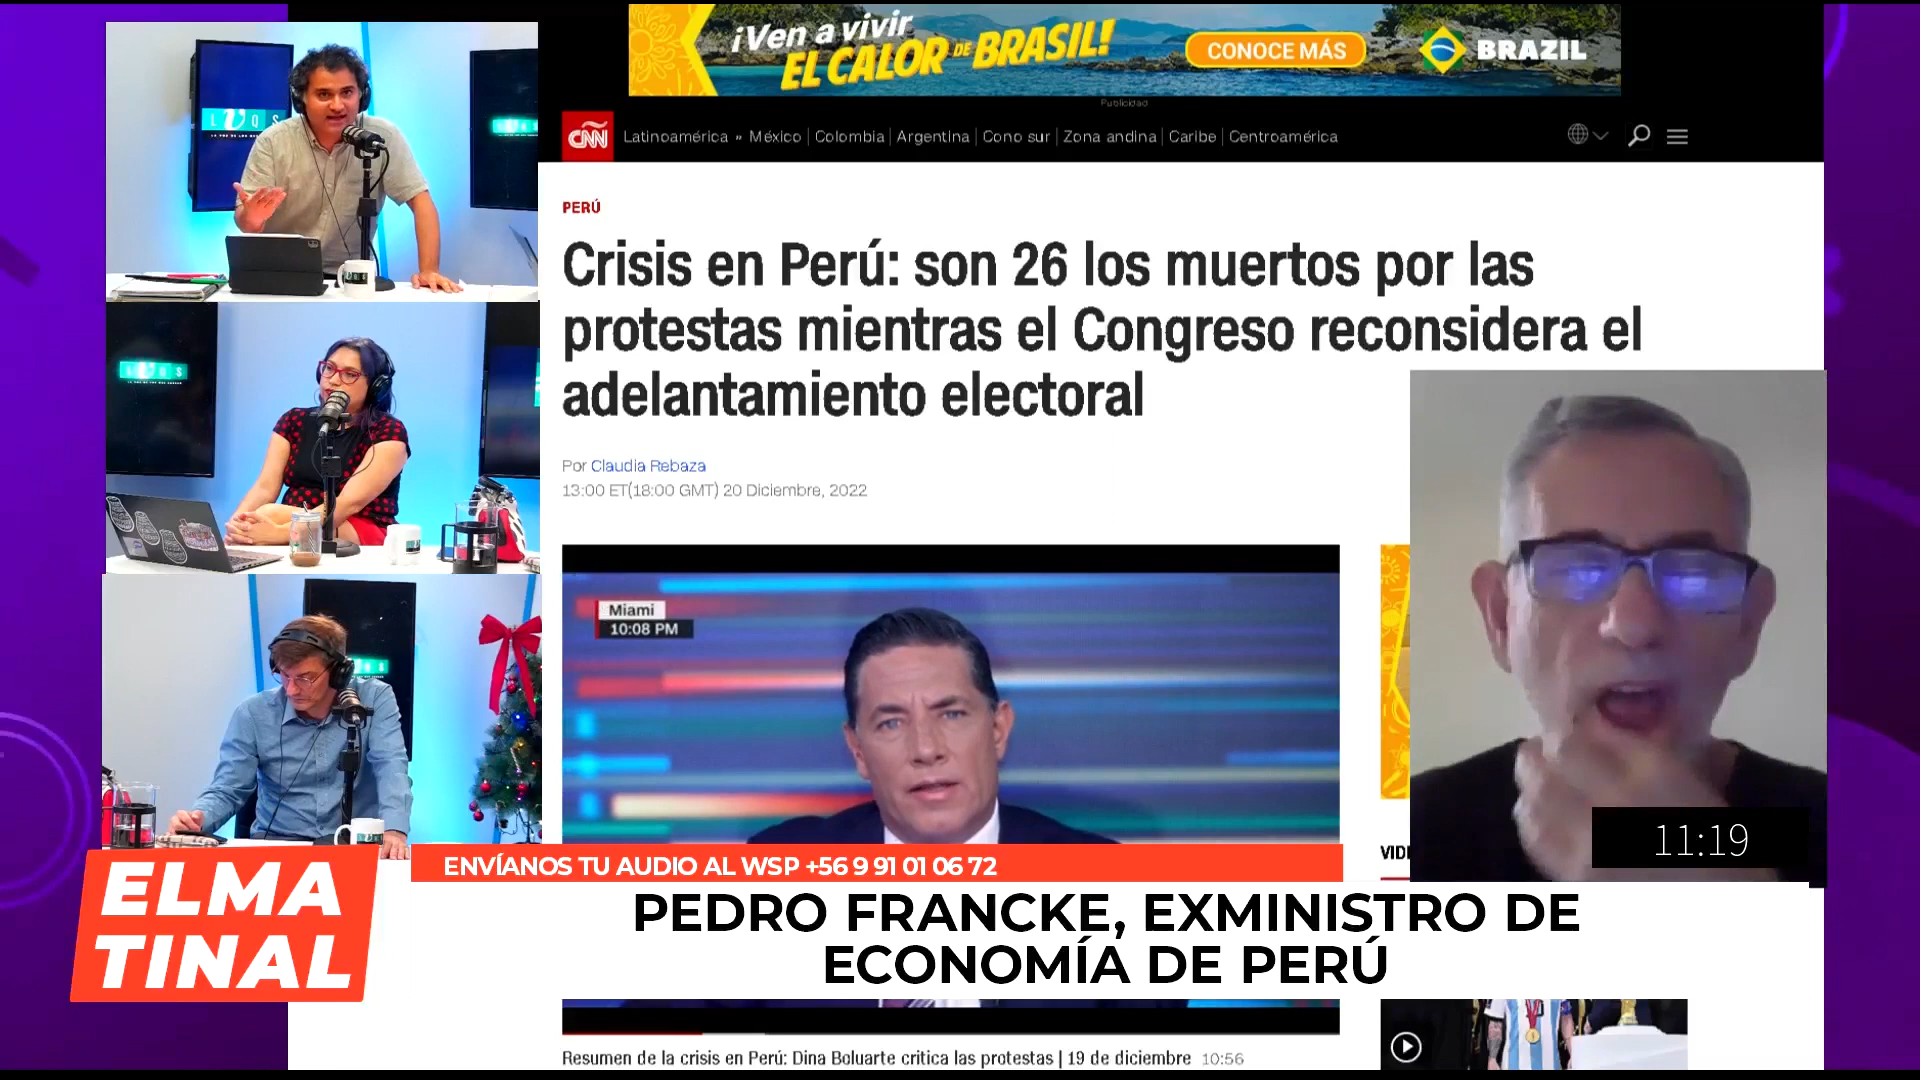 ¡Ven a vivir
EL CALOR DE BRASIL!
CONOCE MÁS
BRAZIL
Publicidad
CNN
Latinoamérica » México | Colombia | Argentina | Cono sur | Zona andina | Caribe | Centroamérica
PERÚ
Crisis en Perú: son 26 los muertos por las
protestas mientras el Congreso reconsidera el
adelantamiento electoral
Por Claudia Rebaza
13:00 ET(18:00 GMT) 20 Diciembre, 2022
LVQS
Miami
10:08 PM
11:19
ENVÍANOS TU AUDIO AL WSP +56 9 91 01 06 72
ELMA
TINAL
PEDRO FRANCKE, EXMINISTRO DE
ECONOMÍA DE PERÚ
Resumen de la crisis en Perú: Dina Boluarte critica las protestas | 19 de diciembre 10:56